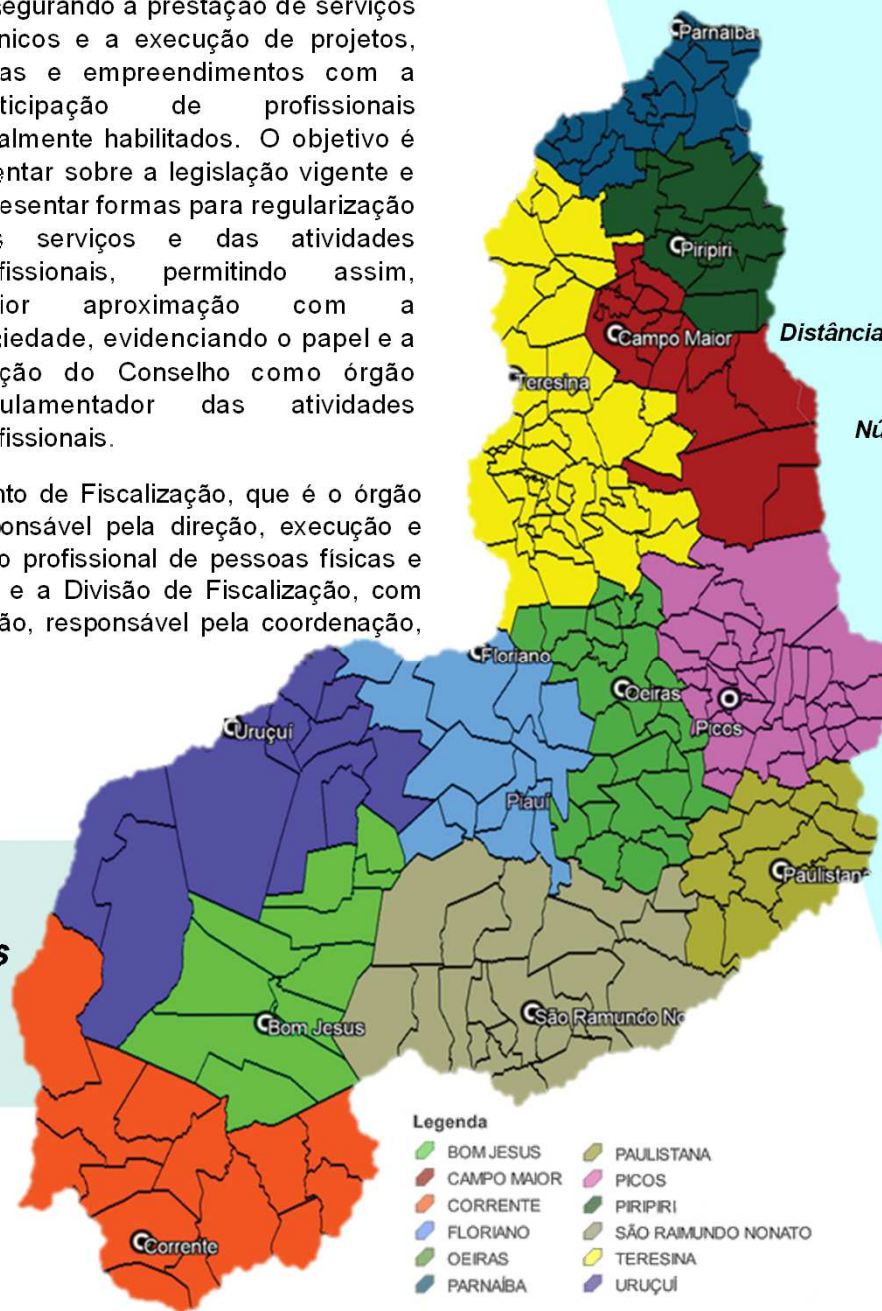 segurando a prestação de serviços
nicos e a execução de projetos,
as e empreendimentos com a
ticipação de profissionais
almente habilitados. O objetivo é
entar sobre a legislação vigente e
resentar formas para regularização
serviços e das atividades
fissionais, permitindo assim,
ior aproximação com a
iedade, evidenciando o papel e a
ção do Conselho como órgão
ulamentador das atividades
fissionais.
nto de Fiscalização, que é o órgão
ponsável pela direção, execução e
o profissional de pessoas físicas e
e a Divisão de Fiscalização, com
ão, responsável pela coordenação,
Parnaíba
Piripiri
Campo Maior
Distância
Teresina
Nú
Floriano
Oeiras
Picos
Uruçuí
Piauí
Paulistana
s
Bom Jesus
São Ramundo No
Corrente
Legenda
BOM JESUS
CAMPO MAIOR
CORRENTE
FLORIANO
OEIRAS
PARNAÍBA
PAULISTANA
PICOS
PIRIPIRI
SÃO RAIMUNDO NONATO
TERESINA
URUÇUÍ